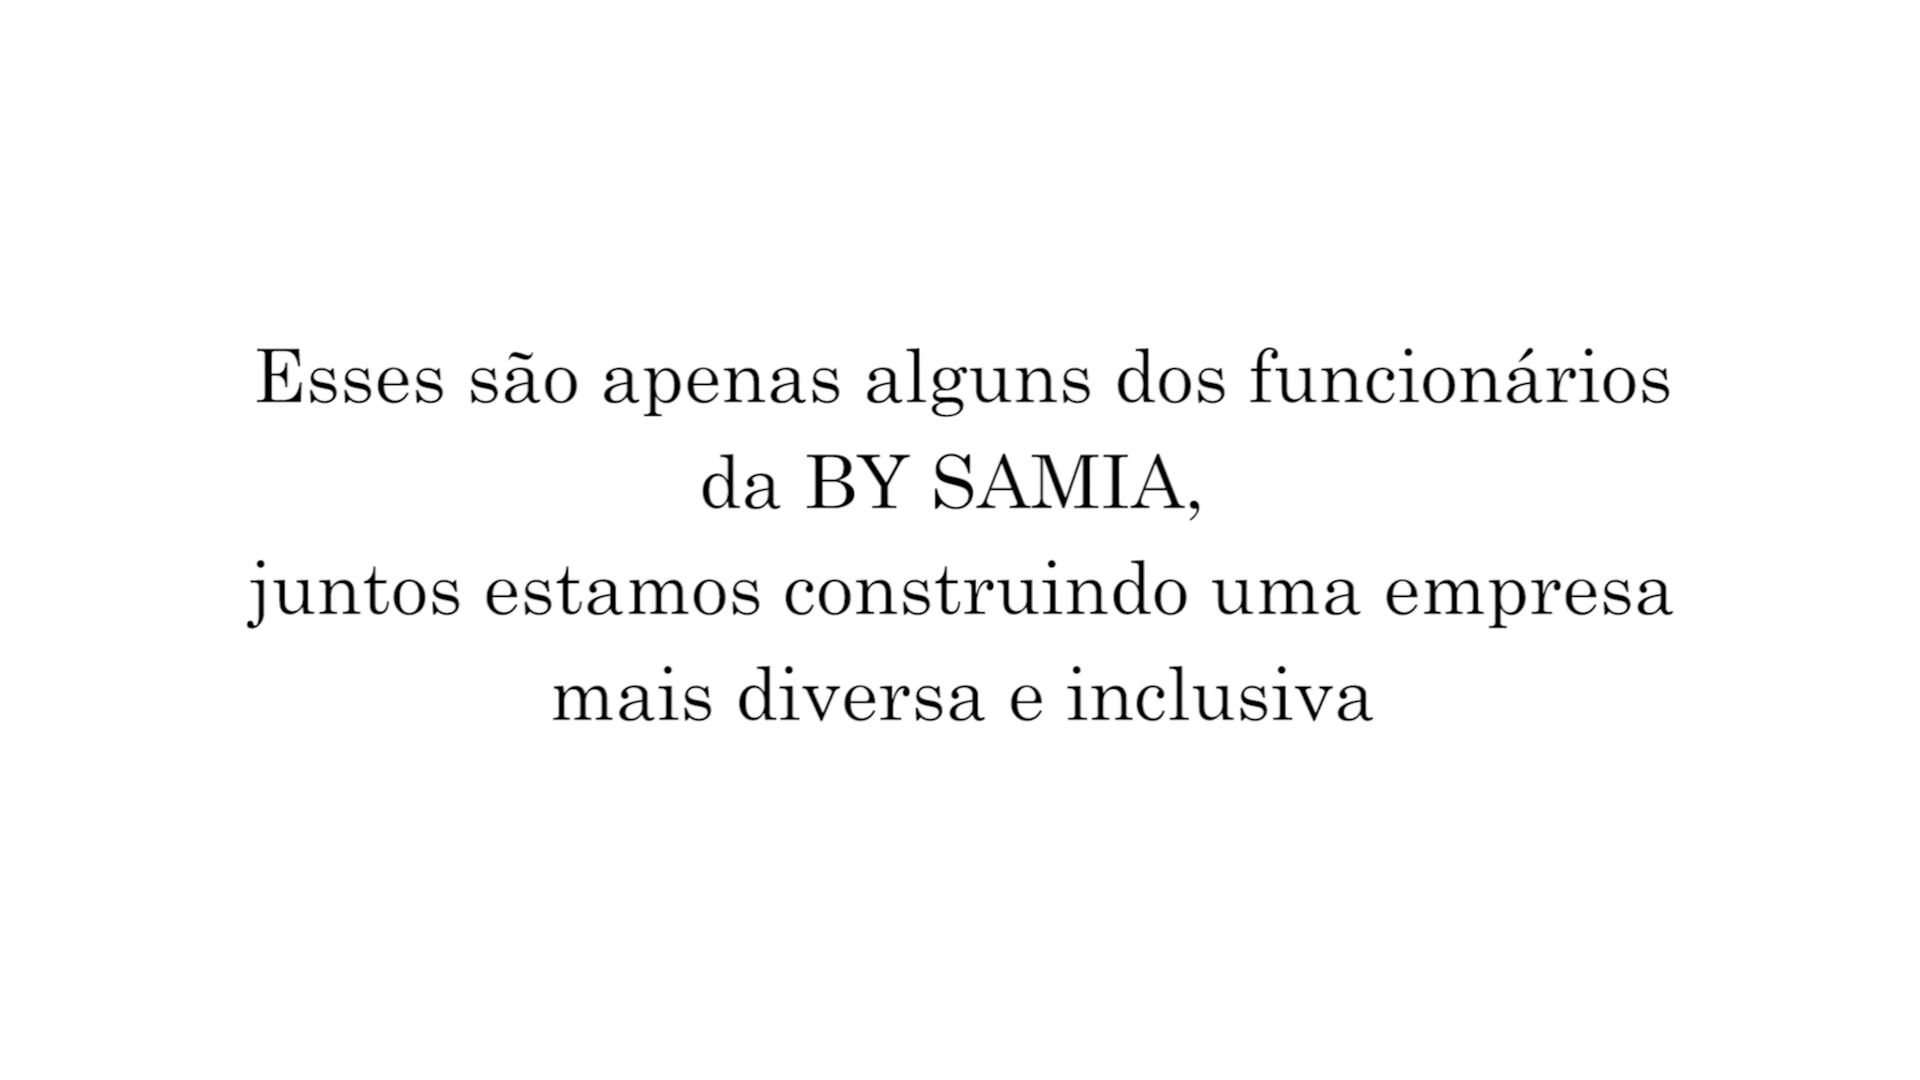 Esses são apenas alguns dos funcionários
da BY SAMIA,
juntos estamos construindo uma empresa
mais diversa e inclusiva